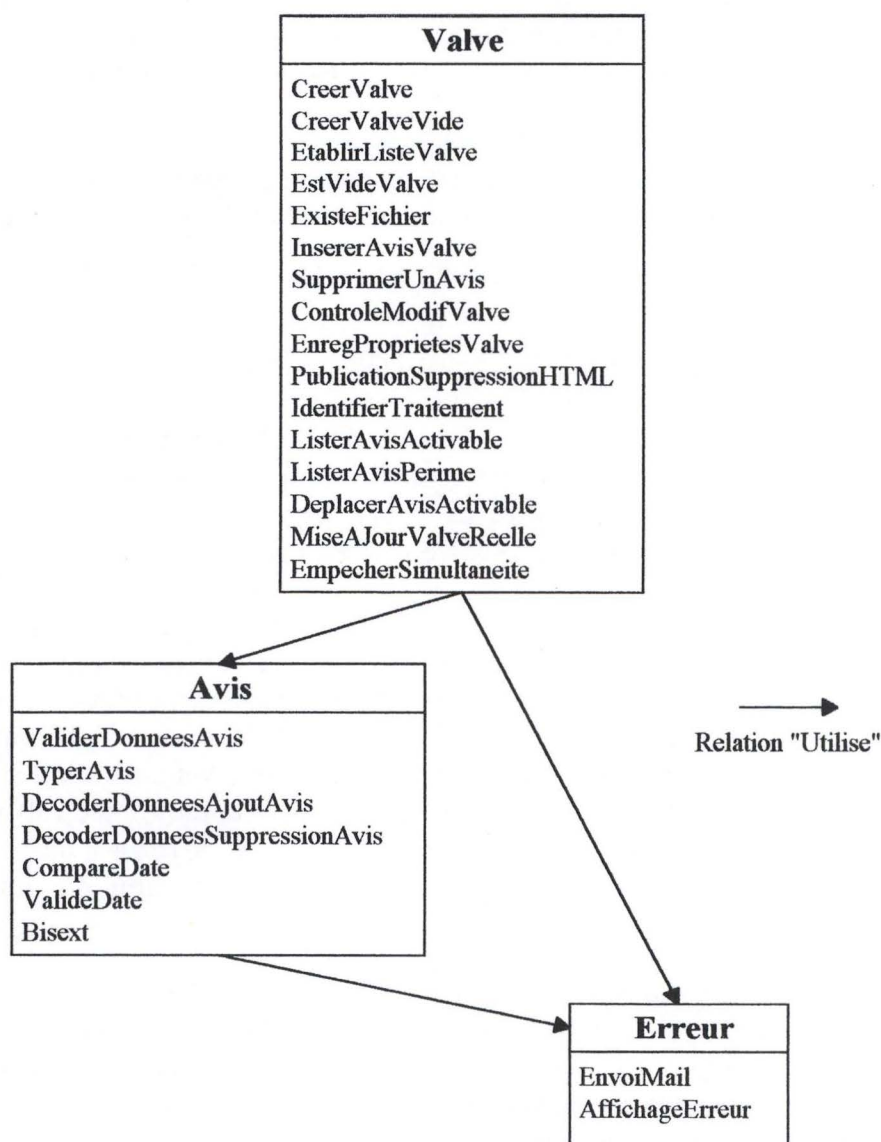 Valve
CreerValve
CreerValveVide
EtablirListeValve
EstVideValve
ExisteFichier
InsererAvisValve
SupprimerUnAvis
ControleModifValve
EnregProprietesValve
PublicationSuppressionHTML
IdentifierTraitement
ListerAvisActivable
ListerAvisPerime
DeplacerAvisActivable
MiseAJourValveReelle
EmpecherSimultaneite
Avis
ValiderDonneesAvis
TyperAvis
DecoderDonneesAjoutAvis
DecoderDonneesSuppressionAvis
CompareDate
ValideDate
Bisext
Relation "Utilise"
Erreur
EnvoiMail
AffichageErreur